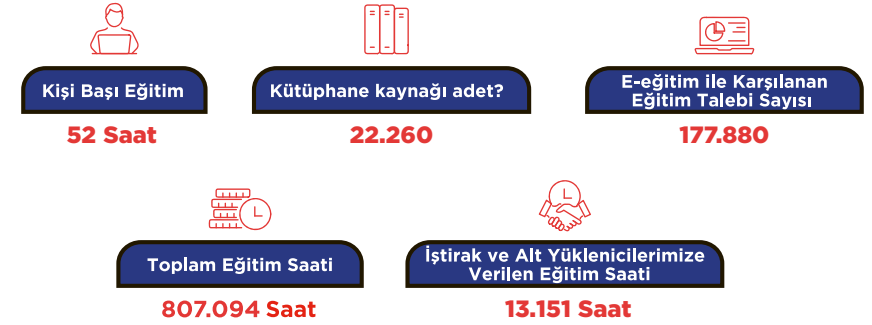 Kişi Başı Eğitim
52 Saat
Kütüphane kaynağı adet?
22.260
E-eğitim ile Karşılanan
Eğitim Talebi Sayısı
177.880
Toplam Eğitim Saati
807.094 Saat
İştirak ve Alt Yüklenicilerimize
Verilen Eğitim Saati
13.151 Saat